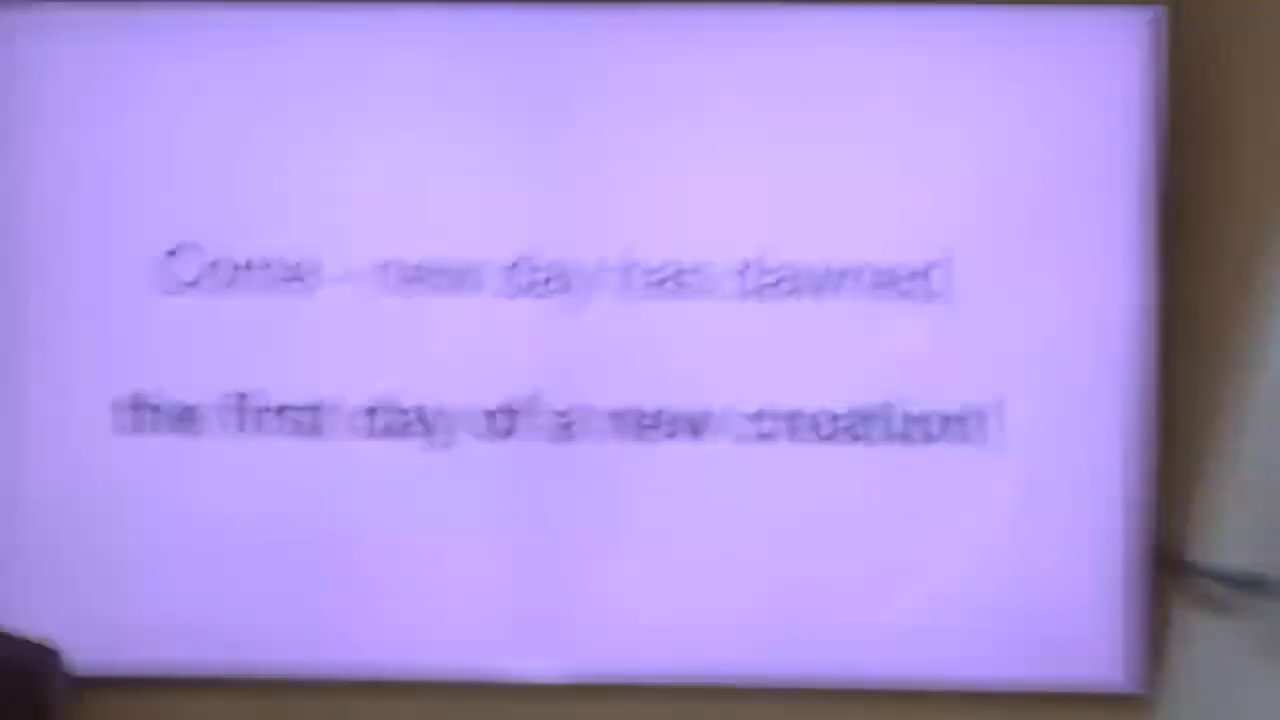 Come - new day has dawned
the first day of a new creation!